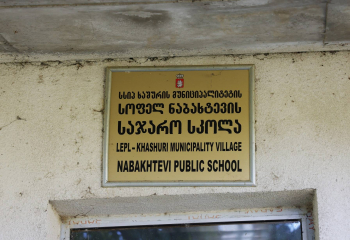 სსიპ ხაშურის მუნიციპალიტეტის
სოფელ ნაბახტევის
საჯარო სკოლა
LEPL – KHASHURI MUNICIPALITY VILLAGE
NABAKHTEVI PUBLIC SCHOOL